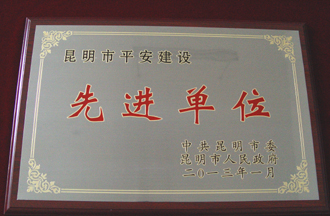 昆明市平安建设
先进单位
中共昆明市委
昆明市人民政府
二〇一三年一月